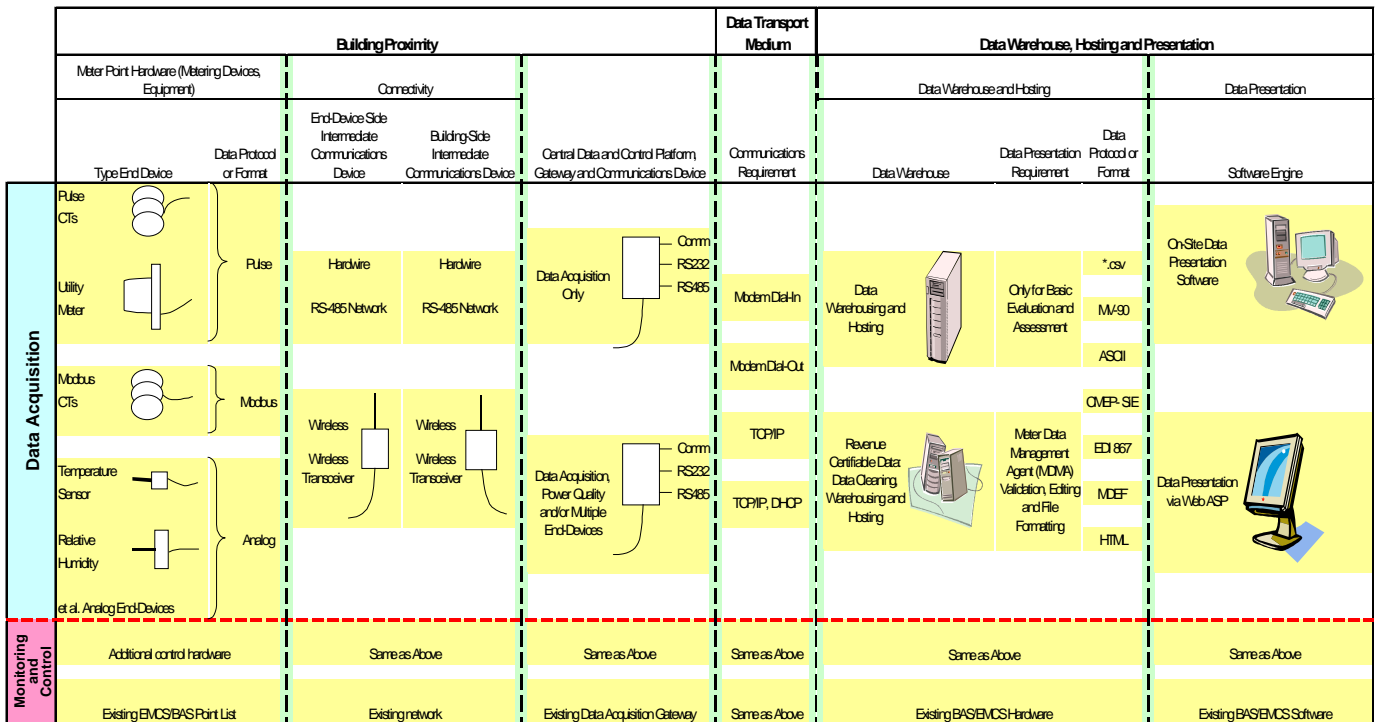 Building Proximity
Data Transport
Medium
Data Warehouse, Hosting and Presentation
Meter Point Hardware (Metering Devices,
Equipment)
Connectivity
Data Warehouse and Hosting
Data Presentation
Type End Device
Data Protocol
or Format
End-Device Side
Intermediate
Communications
Device
Building-Side
Intermediate
Communications Device
Central Data and Control Platform,
Gateway and Communications Device
Communications
Requirement
Data Warehouse
Data Presentation
Requirement
Data
Protocol or
Format
Software Engine
Data Acquisition
Pulse
CTs
Utility
Meter
Pulse
Modbus
CTs
Modbus
Temperature
Sensor
Relative
Humidity
Analog
et al. Analog End-Devices
Hardwire
RS-485 Network
Wireless
Wireless
Transceiver
Hardwire
RS-485 Network
Wireless
Wireless
Transceiver
Data Acquisition
Only
Comm
RS232
RS485
Data Acquisition,
Power Quality
and/or Multiple
End-Devices
Comm
RS232
RS485
Modem Dial-In
Modem Dial-Out
TCP/IP
TCP/IP, DHCP
Data
Warehousing and
Hosting
Revenue
Certifiable Data:
Data Cleaning,
Warehousing and
Hosting
Only for Basic
Evaluation and
Assessment
Meter Data
Management
Agent (MDMA)
Validation, Editing
and File
Formatting
*.csv
MV-90
ASCII
CMEP- SIE
EDI 867
MDEF
HTML
On-Site Data
Presentation
Software
Data Presentation
via Web ASP
Monitoring
and
Control
Additional control hardware
Same as Above
Same as Above
Same as Above
Same as Above
Same as Above
Existing EMCS/BAS Point List
Existing network
Existing Data Acquisition Gateway
Same as Above
Existing BAS/EMCS Hardware
Existing BAS/EMCS Software